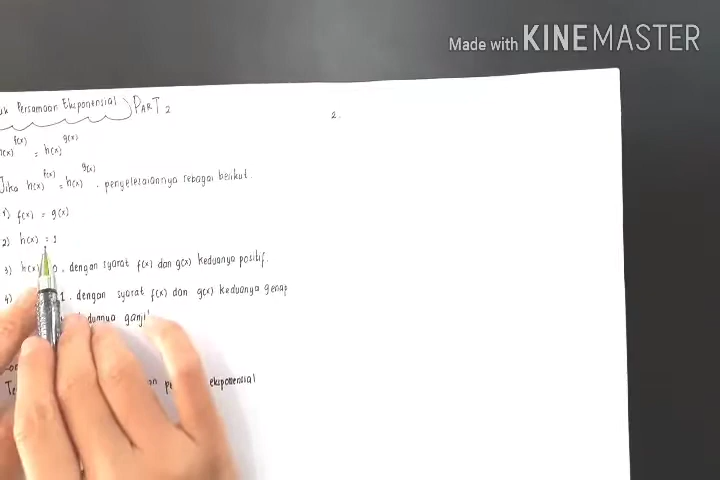 Made with KINEMASTER
Persamaan Eksponensial PART 2
h(x)^f(x) = h(x)^g(x)
Jika h(x)^f(x) = h(x)^g(x). penyelesaiannya sebagai berikut.
1) f(x) = g(x)
2) h(x) = 1
3) h(x) 0. dengan syarat f(x) dan g(x) keduanya positif.
4) 1. dengan syarat f(x) dan g(x) keduanya genap
ganjil
eksponensial
2.